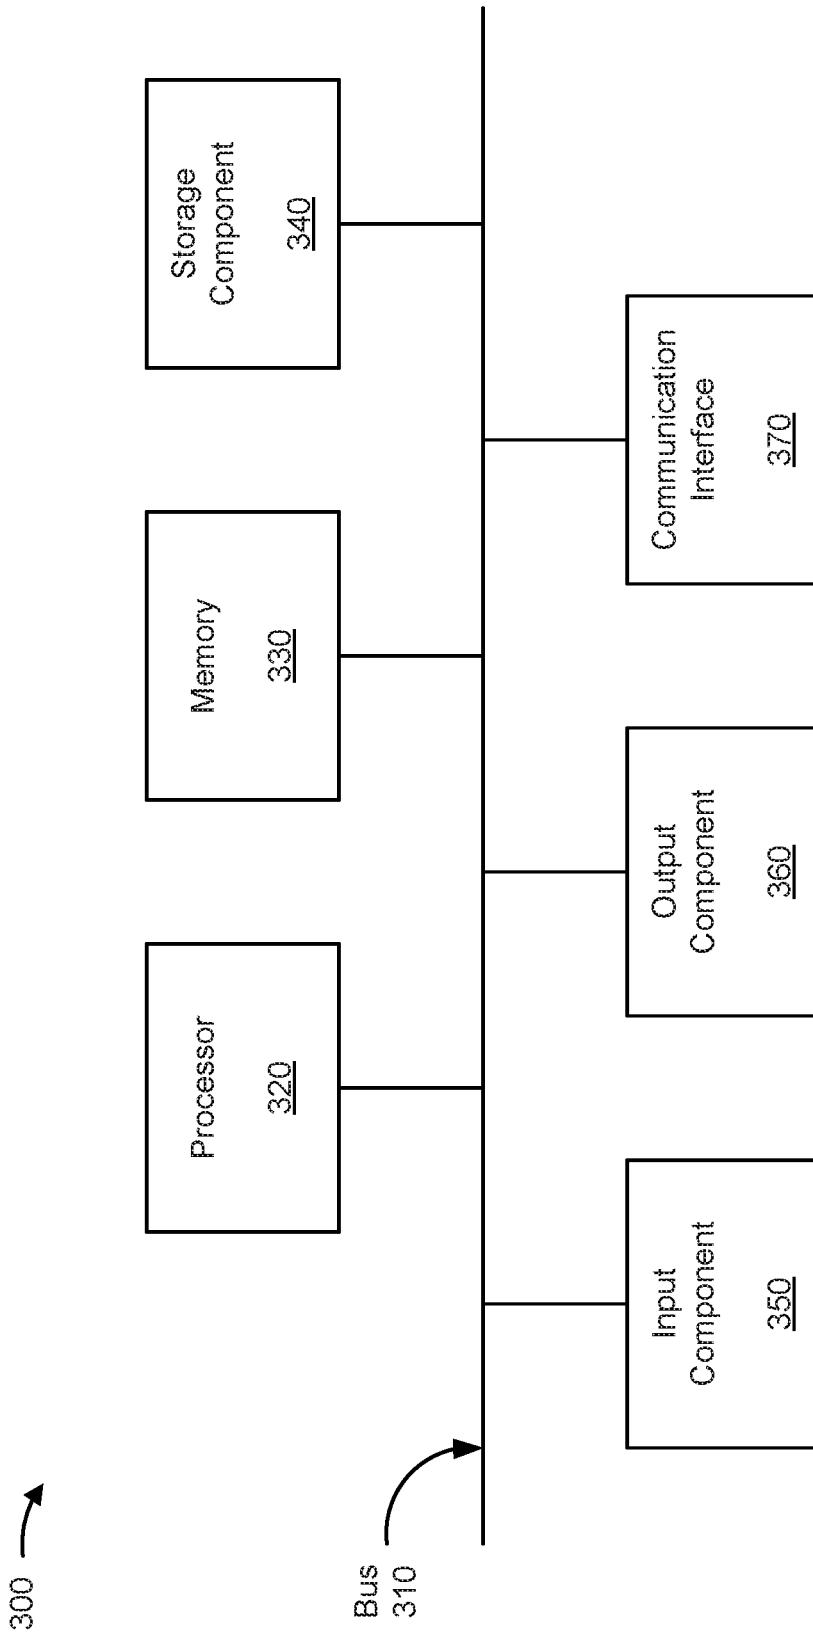 300
Processor
320
Memory
330
Storage
Component
340
Bus
310
Input
Component
350
Output
Component
360
Communication
Interface
370